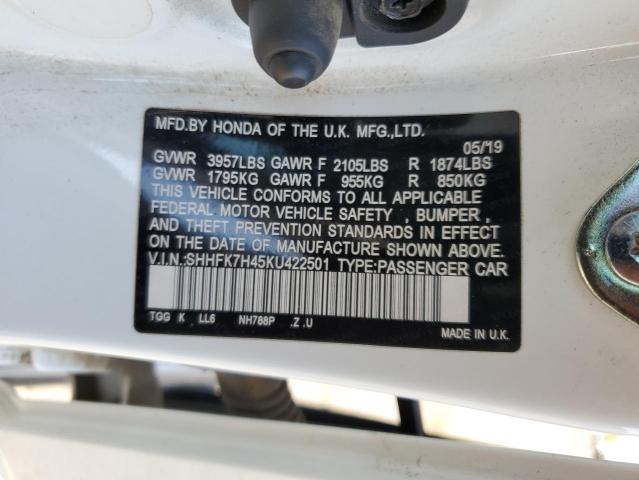 MFD.BY HONDA OF THE U.K. MFG.,LTD.
05/19
GVWR 3957LBS GAWR F 2105LBS R 1874LBS
GVWR 1795KG GAWR F 955KG R 850KG
THIS VEHICLE CONFORMS TO ALL APPLICABLE
FEDERAL MOTOR VEHICLE SAFETY , BUMPER ,
AND THEFT PREVENTION STANDARDS IN EFFECT
ON THE DATE OF MANUFACTURE SHOWN ABOVE.
V.I.N.:SHHFK7H45KU422501 TYPE:PASSENGER CAR
TGG K LL6 NH788P .Z .U
MADE IN U.K.